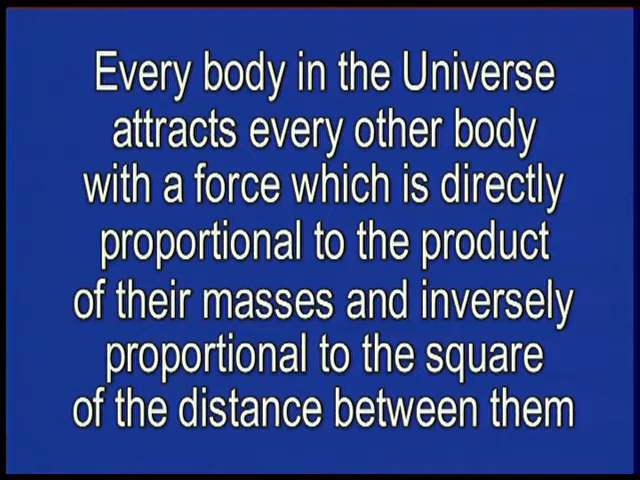 Every body in the Universe
attracts every other body
with a force which is directly
proportional to the product
of their masses and inversely
proportional to the square
of the distance between them